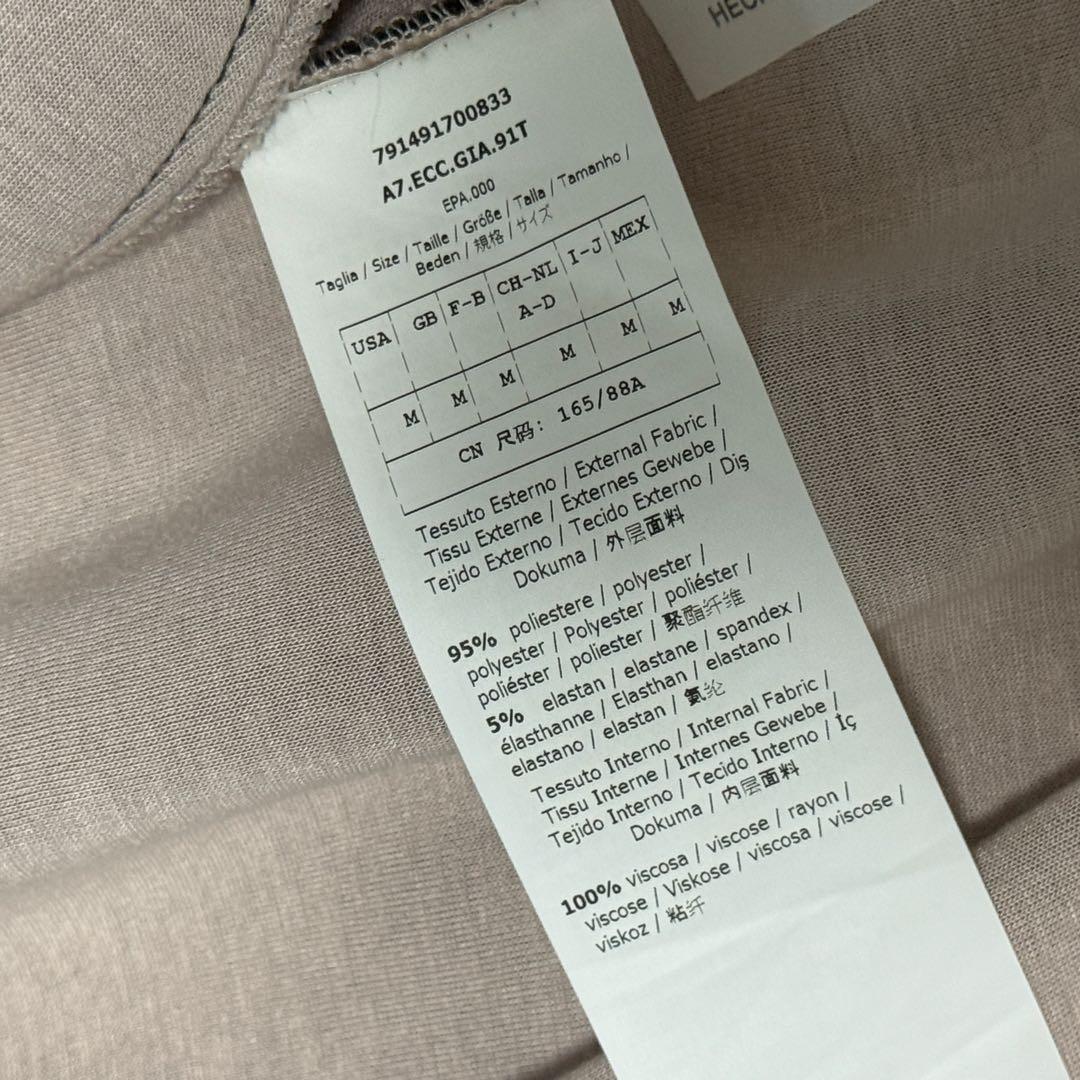 HEC
791491700833
A7.ECC.GIA.91T
EPA.000
Taglia / Size / Taille / Größe / Talla / Tamanho /
Beden / 規格 / サイズ
USA GB F-B CH-NL A-D I-J MEX
M M M M M M
CN 尺码: 165/88A
Tessuto Esterno / External Fabric /
Tissu Externe / Externes Gewebe /
Tejido Externo / Tecido Externo / Diş
Dokuma / 外层面料
95% poliestere / polyester /
polyester / Polyester / poliéster /
poliéster / poliester / 聚酯纤维
5% elastan / elastane / spandex /
élasthanne / Elasthan / elastano /
elastano / elastan / 氨纶
Tessuto Interno / Internal Fabric /
Tissu Interne / Internes Gewebe /
Tejido Interno / Tecido Interno / İç
Dokuma / 内层面料
100% viscosa / viscose / rayon /
viscose / Viskose / viscosa / viscose /
viskoz / 粘纤